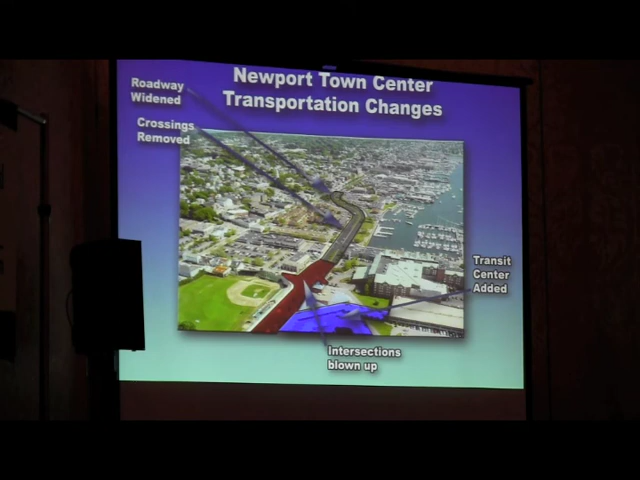 Newport Town Center
Transportation Changes
Roadway
Widened
Crossings
Removed
Transit
Center
Added
Intersections
blown up